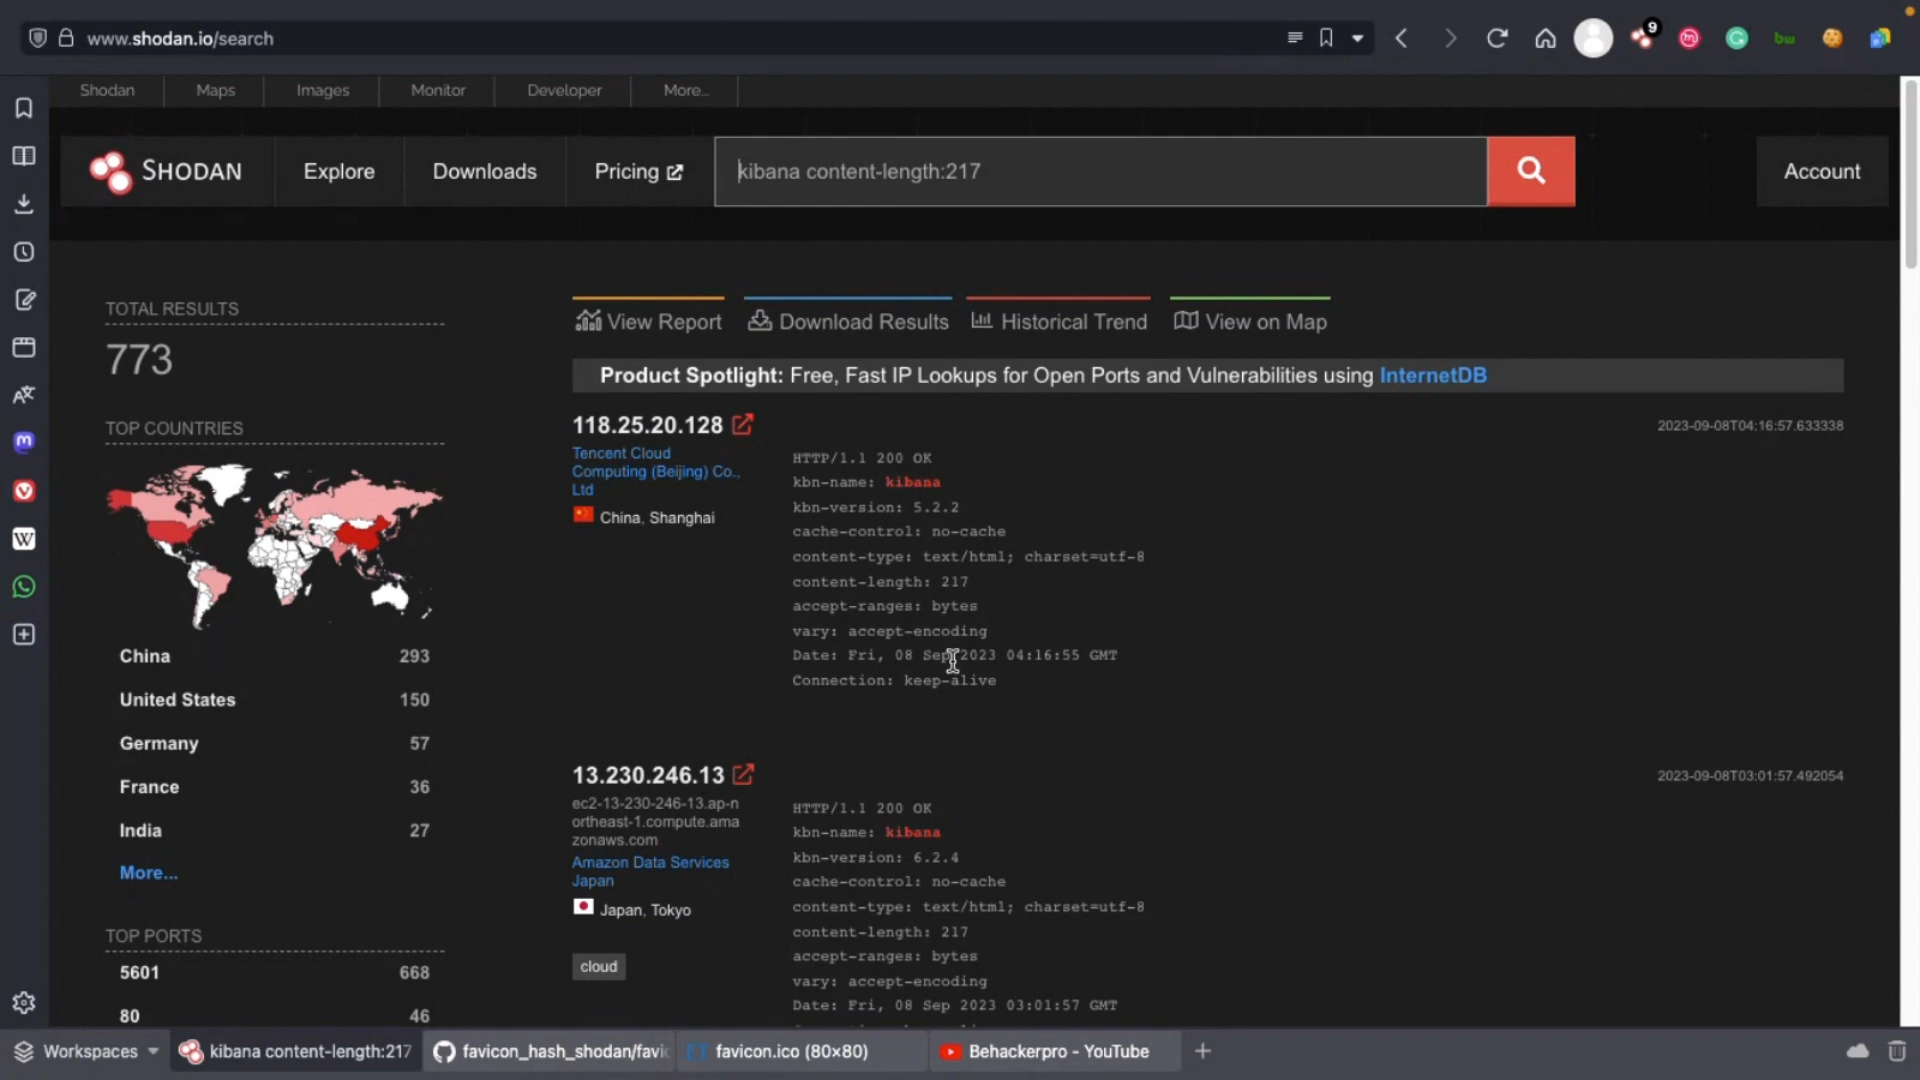 www.shodan.io/search
9
bw
Shodan
Maps
Images
Monitor
Developer
More...
SHODAN
Explore
Downloads
Pricing
kibana content-length:217
Account
TOTAL RESULTS
773
TOP COUNTRIES
China 293
United States 150
Germany 57
France 36
India 27
More...
TOP PORTS
5601 668
80 46
View Report
Download Results
Historical Trend
View on Map
Product Spotlight: Free, Fast IP Lookups for Open Ports and Vulnerabilities using InternetDB
118.25.20.128
2023-09-08T04:16:57.633338
Tencent Cloud
Computing (Beijing) Co.,
Ltd
China, Shanghai
HTTP/1.1 200 OK
kbn-name: kibana
kbn-version: 5.2.2
cache-control: no-cache
content-type: text/html; charset=utf-8
content-length: 217
accept-ranges: bytes
vary: accept-encoding
Date: Fri, 08 Sep 2023 04:16:55 GMT
Connection: keep-alive
13.230.246.13
2023-09-08T03:01:57.492054
ec2-13-230-246-13.ap-n
ortheast-1.compute.ama
zonaws.com
Amazon Data Services
Japan
Japan, Tokyo
cloud
HTTP/1.1 200 OK
kbn-name: kibana
kbn-version: 6.2.4
cache-control: no-cache
content-type: text/html; charset=utf-8
content-length: 217
accept-ranges: bytes
vary: accept-encoding
Date: Fri, 08 Sep 2023 03:01:57 GMT
Workspaces
kibana content-length:217
favicon_hash_shodan/favic
favicon.ico (80×80)
Behackerpro - YouTube